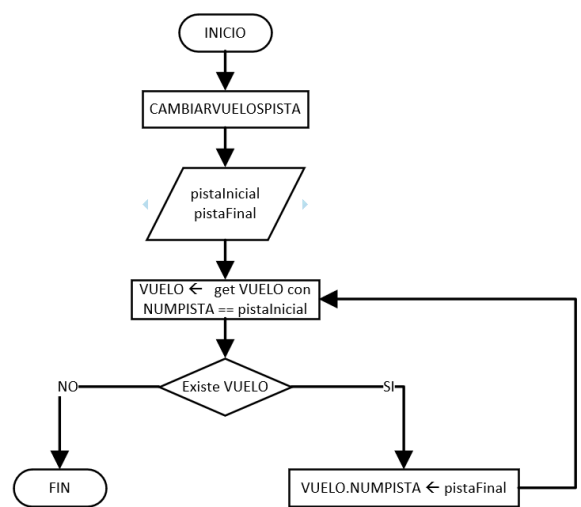 INICIO
CAMBIARVUELOSPISTA
pistaInicial
pistaFinal
VUELO ← get VUELO con
NUMPISTA == pistaInicial
NO
Existe VUELO
SI
FIN
VUELO.NUMPISTA ← pistaFinal